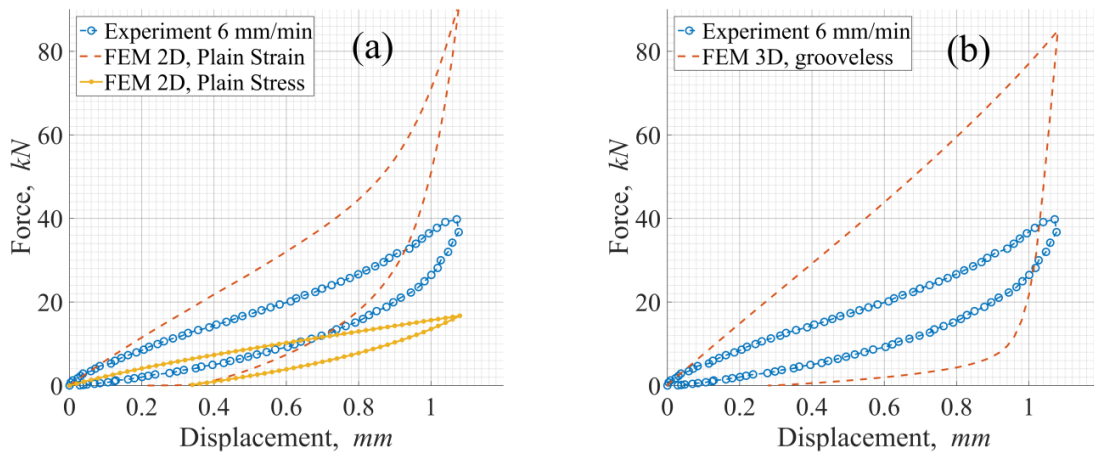 Experiment 6 mm/min
FEM 2D, Plain Strain
FEM 2D, Plain Stress
(a)
80
60
40
20
0
Force, kN
0 0.2 0.4 0.6 0.8 1
Displacement, mm
Experiment 6 mm/min
FEM 3D, grooveless
(b)
80
60
40
20
0
Force, kN
0 0.2 0.4 0.6 0.8 1
Displacement, mm